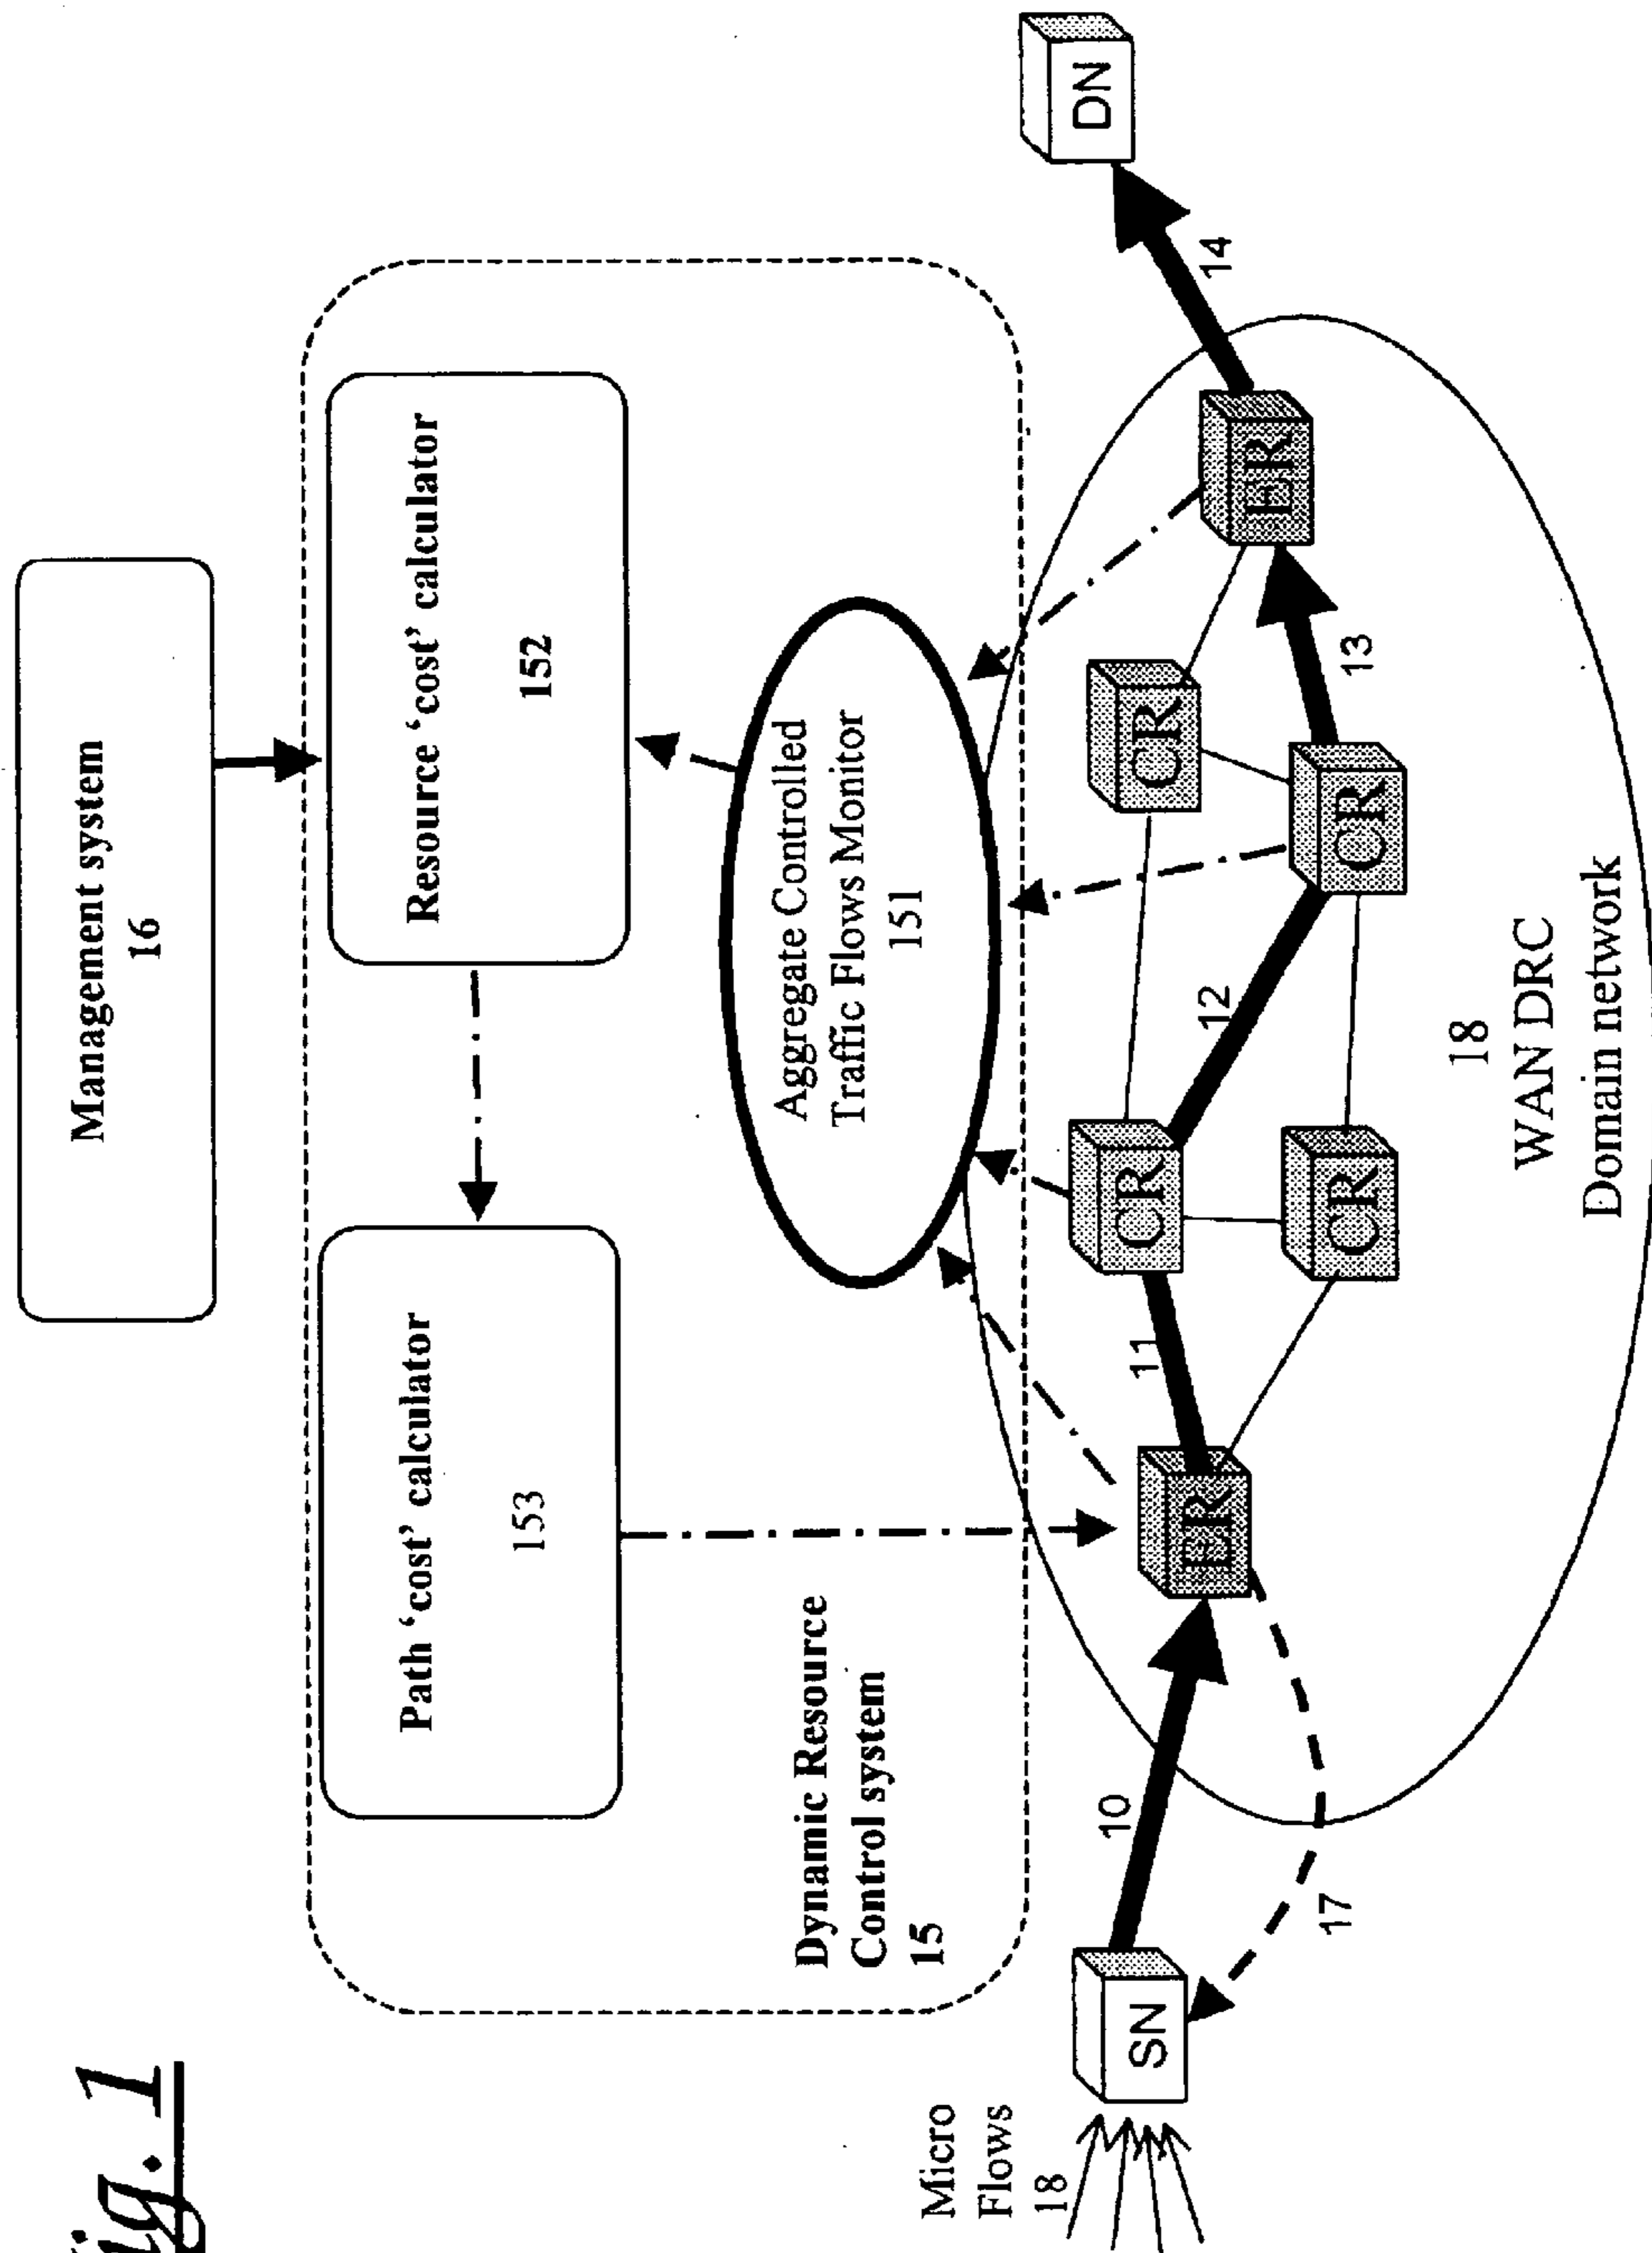 Fig. 1
Management system
16
Path ‘cost’ calculator
153
Resource ‘cost’ calculator
152
Dynamic Resource
Control system
15
Aggregate Controlled
Traffic Flows Monitor
151
Micro
Flows
18
SN
10
17
ER
11
CR
CR
12
CR
CR
13
ER
14
DN
18
WAN DRC
Domain network